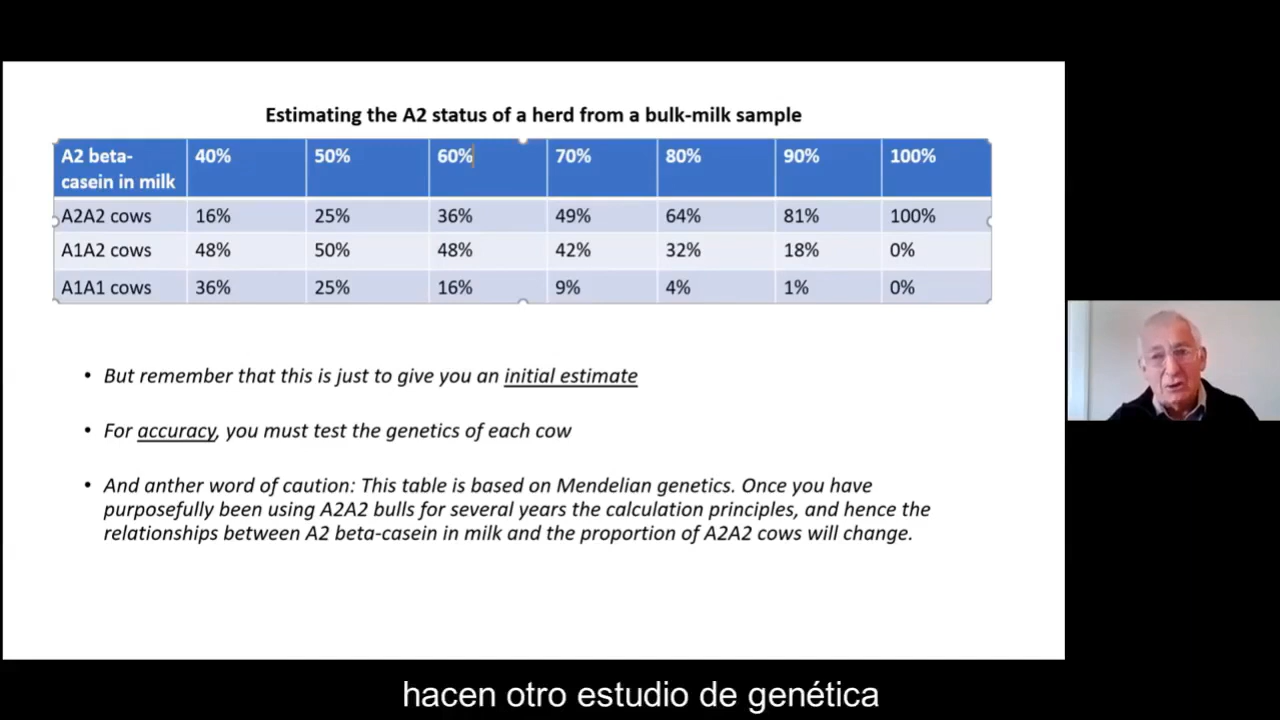 Estimating the A2 status of a herd from a bulk-milk sample
A2 beta-casein in milk 40% 50% 60% 70% 80% 90% 100%
A2A2 cows 16% 25% 36% 49% 64% 81% 100%
A1A2 cows 48% 50% 48% 42% 32% 18% 0%
A1A1 cows 36% 25% 16% 9% 4% 1% 0%
• But remember that this is just to give you an initial estimate
• For accuracy, you must test the genetics of each cow
• And anther word of caution: This table is based on Mendelian genetics. Once you have
purposefully been using A2A2 bulls for several years the calculation principles, and hence the
relationships between A2 beta-casein in milk and the proportion of A2A2 cows will change.
hacen otro estudio de genética